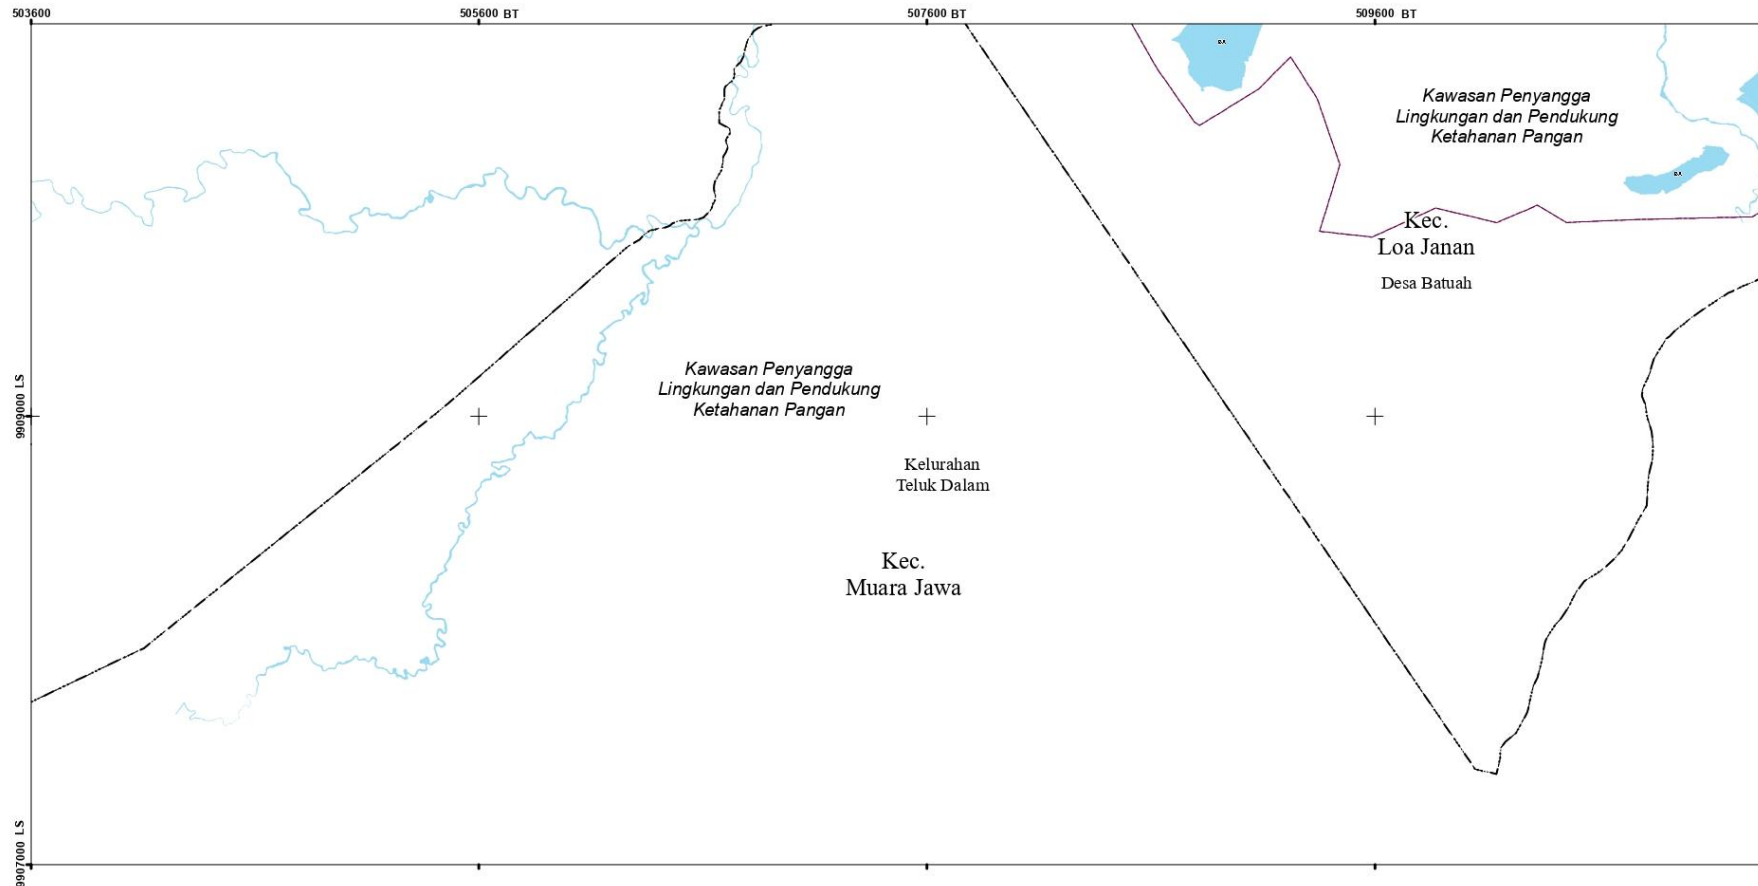 503600
505600 BT
507600 BT
509600 BT
Kawasan Penyangga
Lingkungan dan Pendukung
Ketahanan Pangan
Kec.
Loa Janan
Desa Batuah
Kawasan Penyangga
Lingkungan dan Pendukung
Ketahanan Pangan
9909000 LS
Kelurahan
Teluk Dalam
Kec.
Muara Jawa
9907000 LS